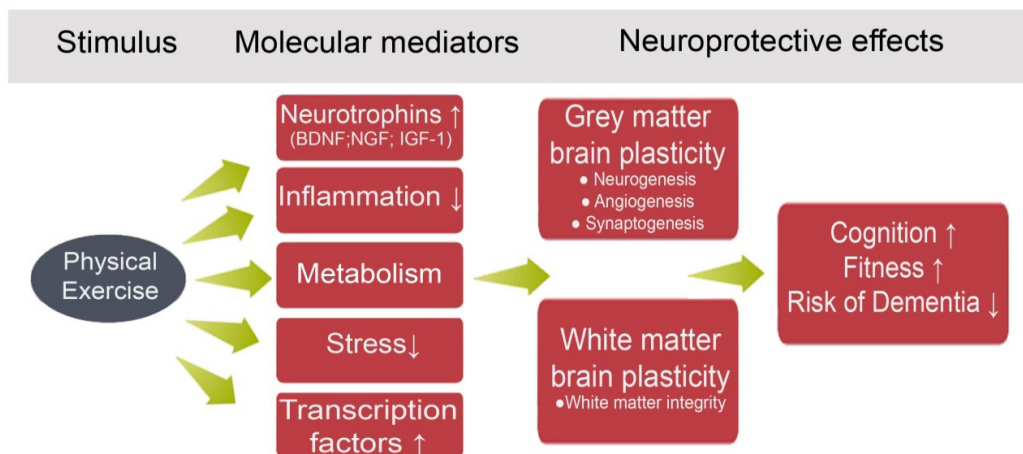 Stimulus
Molecular mediators
Neuroprotective effects
Physical
Exercise
Neurotrophins ↑
(BDNF;NGF; IGF-1)
Inflammation ↓
Metabolism
Stress↓
Transcription
factors ↑
Grey matter
brain plasticity
● Neurogenesis
● Angiogenesis
● Synaptogenesis
White matter
brain plasticity
●White matter integrity
Cognition ↑
Fitness ↑
Risk of Dementia ↓